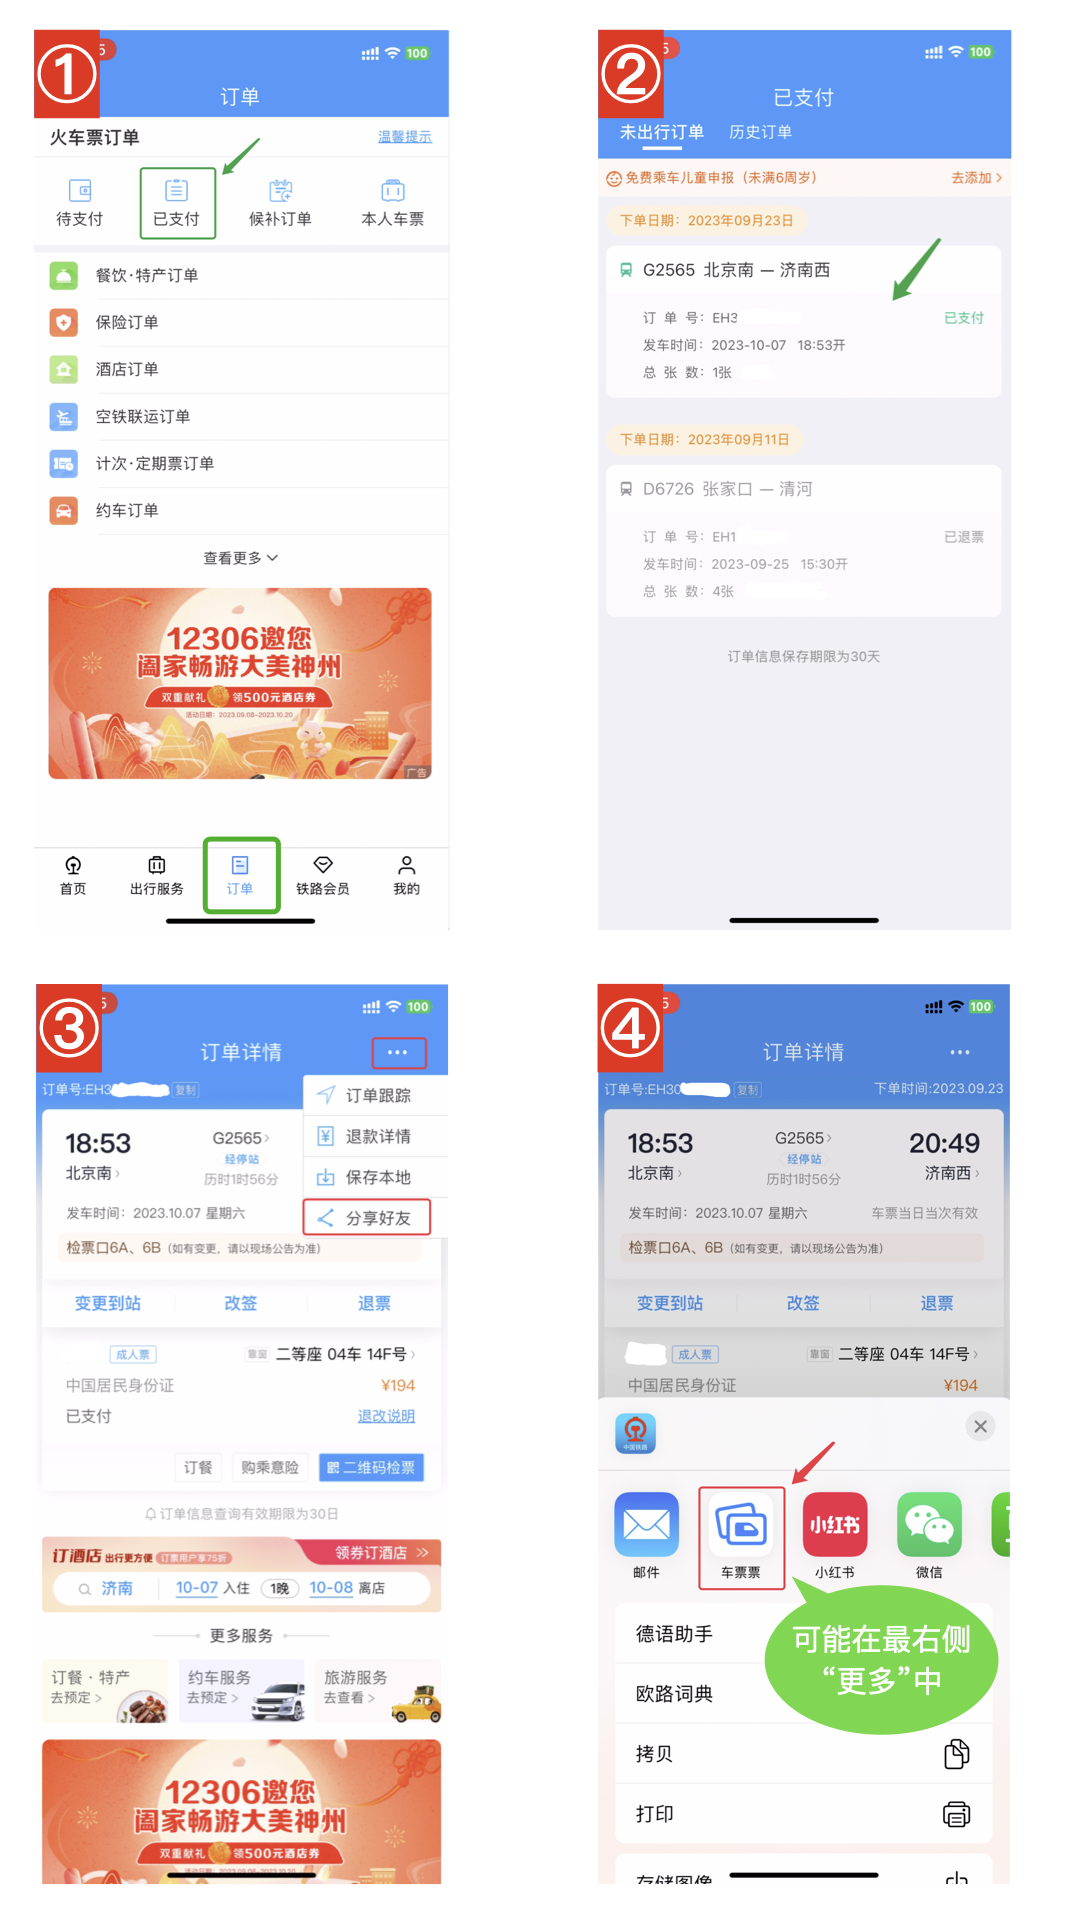 ①
5
100
订单
火车票订单
温馨提示
待支付
已支付
候补订单
本人车票
餐饮·特产订单
保险订单
酒店订单
空铁联运订单
计次·定期票订单
约车订单
查看更多
12306邀您
阖家畅游大美神州
双重献礼 领500元酒店券
活动日期：2023.09.08-2023.10.20
广告
首页
出行服务
订单
铁路会员
我的
②
5
100
已支付
未出行订单 历史订单
免费乘车儿童申报（未满6周岁）
去添加
下单日期：2023年09月23日
G2565 北京南 — 济南西
订 单 号：EH3
已支付
发车时间：2023-10-07 18:53开
总 张 数：1张
下单日期：2023年09月11日
D6726 张家口 — 清河
订 单 号：EH1
已退票
发车时间：2023-09-25 15:30开
总 张 数：4张
订单信息保存期限为30天
③
5
100
订单详情
···
订单号:EH3
复制
订单跟踪
退款详情
保存本地
分享好友
18:53
G2565
经停站
北京南
历时1时56分
发车时间：2023.10.07 星期六
检票口6A、6B（如有变更，请以现场公告为准）
变更到站
改签
退票
成人票
靠窗 二等座 04车 14F号
中国居民身份证
¥194
已支付
退改说明
订餐
购乘意险
二维码检票
订单信息查询有效期限为30日
订酒店 出行更方便 订票用户享75折
领券订酒店
济南
10-07 入住 1晚 10-08 离店
更多服务
订餐 · 特产
去预定
约车服务
去预定
旅游服务
去查看
12306邀您
阖家畅游大美神州
双重献礼 领500元酒店券
④
5
100
订单详情
···
订单号:EH30
复制
下单时间:2023.09.23
18:53
G2565
20:49
经停站
北京南
历时1时56分
济南西
发车时间：2023.10.07 星期六
车票当日当次有效
检票口6A、6B（如有变更，请以现场公告为准）
变更到站
改签
退票
成人票
靠窗 二等座 04车 14F号
中国居民身份证
¥194
中国铁路
小红书
邮件
车票票
小红书
微信
可能在最右侧
“更多”中
德语助手
欧路词典
拷贝
打印
存储图像